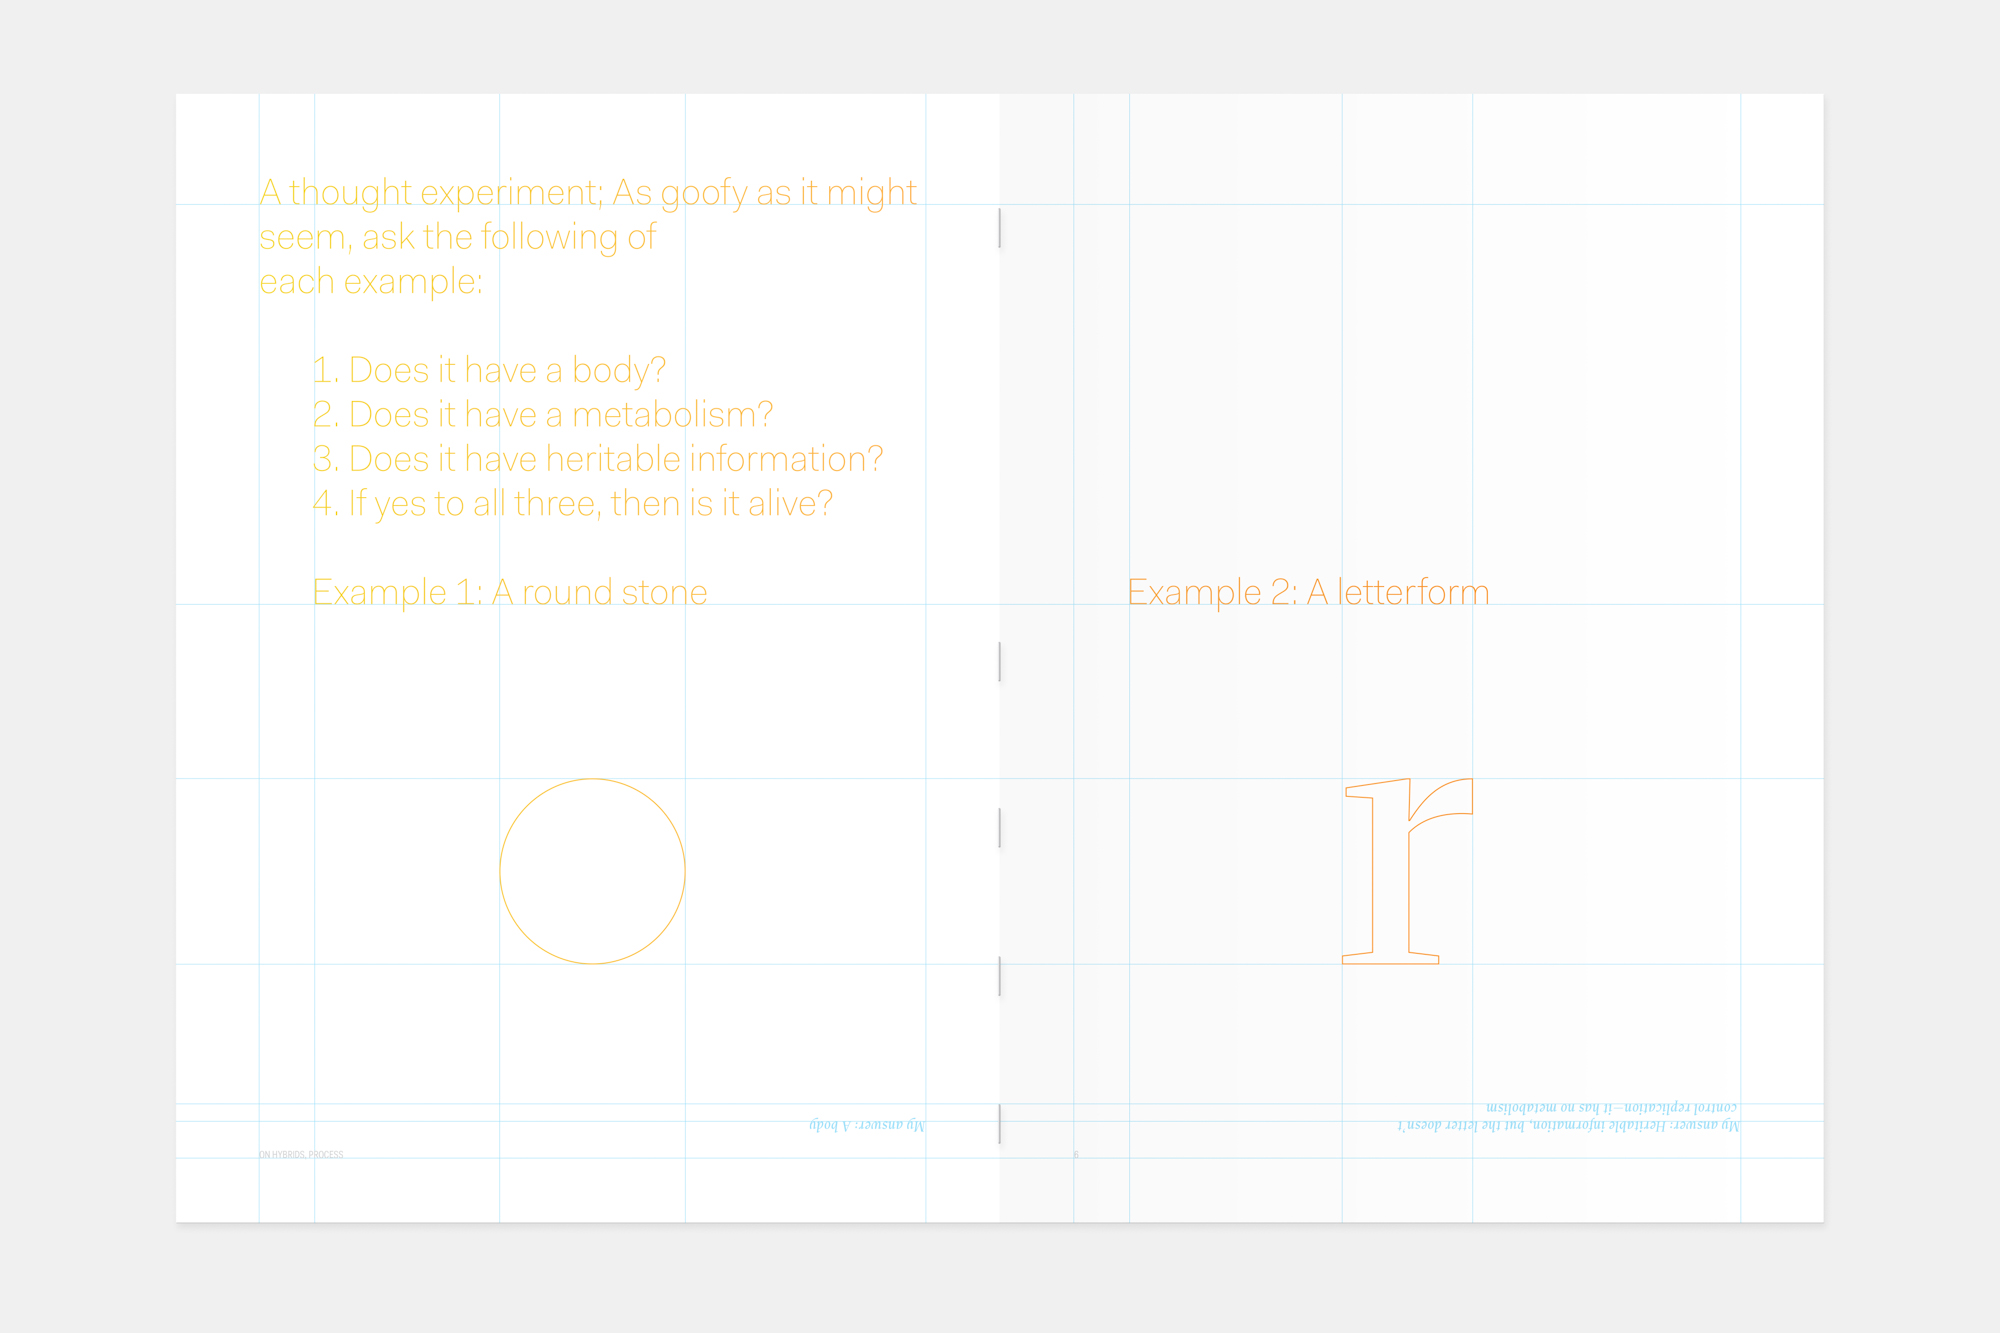 A thought experiment; As goofy as it might
seem, ask the following of
each example:
1. Does it have a body?
2. Does it have a metabolism?
3. Does it have heritable information?
4. If yes to all three, then is it alive?
Example 1: A round stone
My answer: A body
ON HYBRIDS, PROCESS
Example 2: A letterform
r
My answer: Heritable information, but the letter doesn't
control replication—it has no metabolism
6